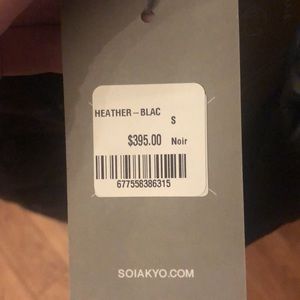 HEATHER-BLAC
S
$395.00 Noir
677558386315
SOIAKYO.COM